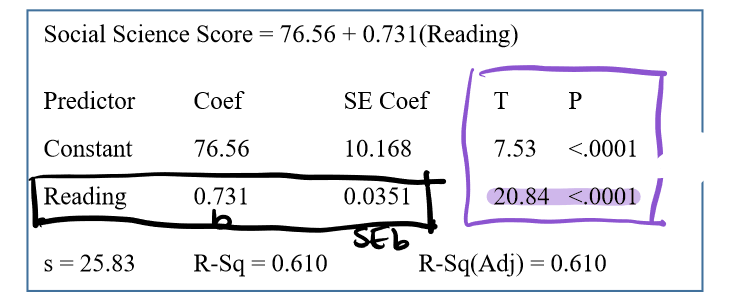 Social Science Score = 76.56 + 0.731(Reading)
Predictor Coef SE Coef T P
Constant 76.56 10.168 7.53 <.0001
Reading 0.731 0.0351 20.84 <.0001
b SEb
s = 25.83 R-Sq = 0.610 R-Sq(Adj) = 0.610